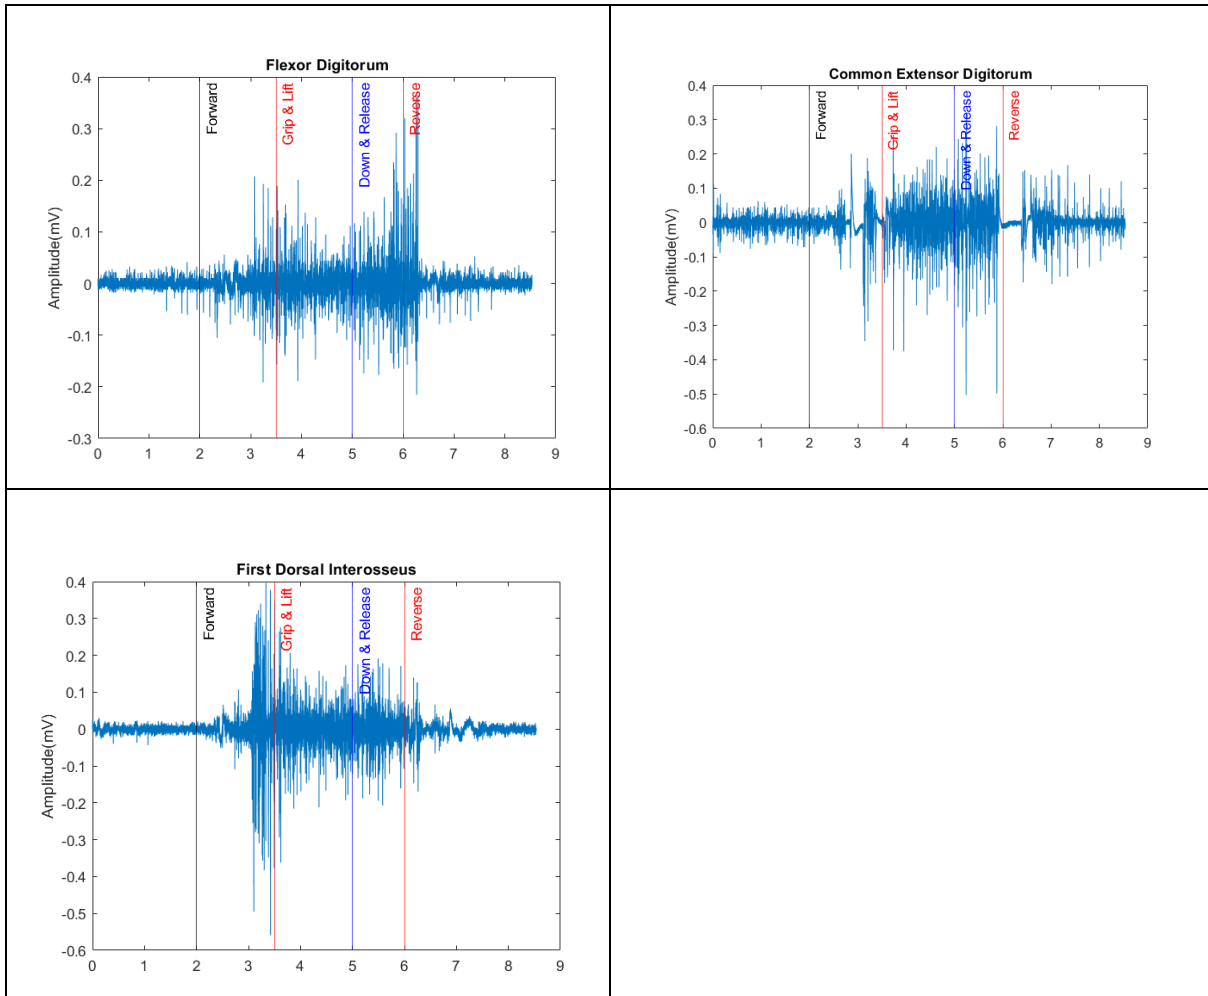 Flexor Digitorum
0.4
0.3
0.2
0.1
0
-0.1
-0.2
-0.3
Amplitude(mV)
Forward
Grip & Lift
Down & Release
Reverse
0 1 2 3 4 5 6 7 8 9
Common Extensor Digitorum
0.4
0.3
0.2
0.1
0
-0.1
-0.2
-0.3
-0.4
-0.5
-0.6
Amplitude(mV)
Forward
Grip & Lift
Down & Release
Reverse
0 1 2 3 4 5 6 7 8 9
First Dorsal Interosseus
0.4
0.3
0.2
0.1
0
-0.1
-0.2
-0.3
-0.4
-0.5
-0.6
Amplitude(mV)
Forward
Grip & Lift
Down & Release
Reverse
0 1 2 3 4 5 6 7 8 9